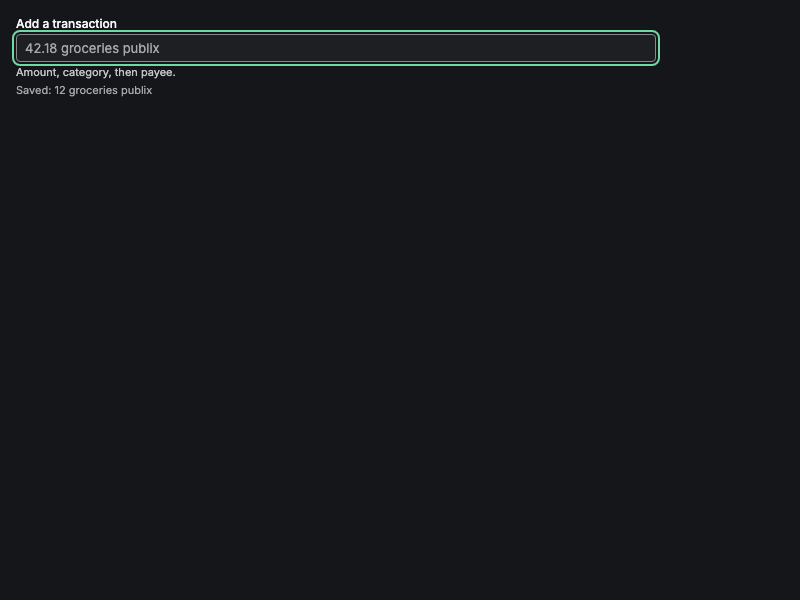 Add a transaction
42.18 groceries publix
Amount, category, then payee.
Saved: 12 groceries publix